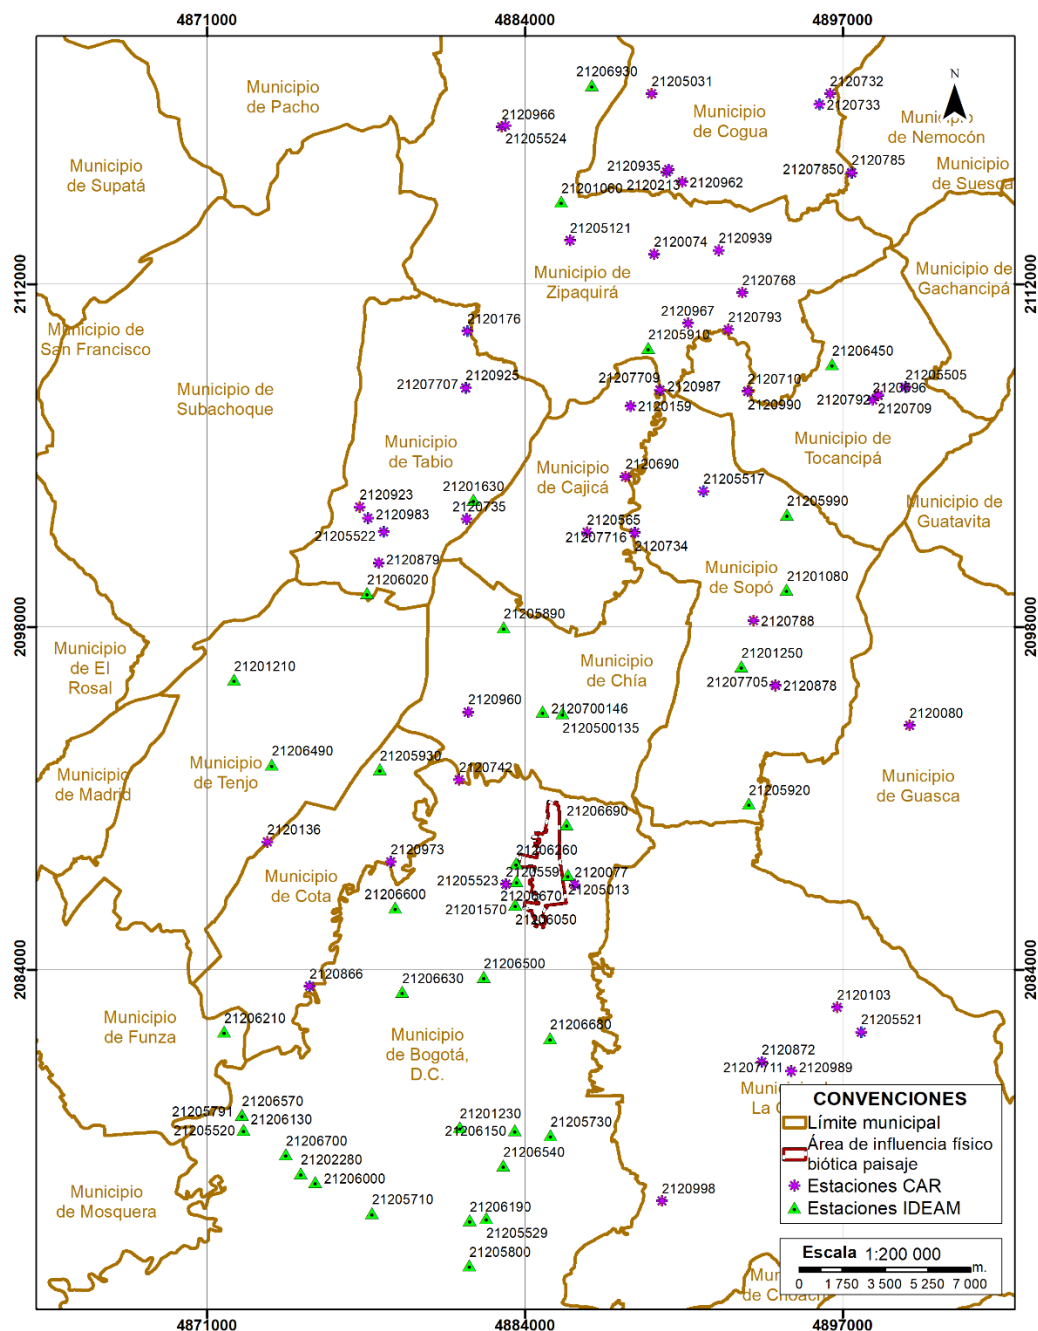 4871000
4884000
4897000
21206930
21205031
2120732
2120733
Municipio
de Pacho
Municipio
de Cogua
N
de Nemocón
2120966
21205524
Municipio
de Supatá
2120935
2120213
2120962
21207850
2120785
Municipio
de Suesca
21201060
21205121
2120074
2120939
Municipio de
Zipaquirá
Municipio de
Gachancipá
2120768
2112000
2112000
Municipio de
San Francisco
2120176
2120967
2120793
21205910
21206450
Municipio de
Subachoque
21207707
2120925
21207709
2120987
2120159
2120710
2120990
21205505
2120696
2120792
2120709
Municipio
de Tabio
Municipio
de Cajicá
Municipio de
Tocancipá
2120690
21205517
2120923
2120983
21205522
21201630
2120735
21205990
Municipio de
Guatavita
2120565
21207716
2120734
2120879
21206020
Municipio
de Sopó
21201080
2098000
2098000
21205890
2120788
Municipio
de El
Rosal
21201210
Municipio
de Chía
21201250
21207705
2120878
2120960
2120700146
2120500135
2120080
Municipio
de Madrid
21206490
Municipio
de Tenjo
21205930
2120742
Municipio
de Guasca
21205920
21206690
2120136
2120973
21206260
2120559
2120077
21205523
21205013
Municipio
de Cota
21206600
21206670
21201570
21206050
2084000
2084000
21206500
2120866
21206630
2120103
21205521
Municipio
de Funza
21206210
Municipio
de Bogotá,
D.C.
21206680
2120872
21207711
2120989
21206570
21205791
21206130
21205520
21201230
21206150
21205730
21206700
21202280
21206000
21206540
Municipio
de Mosquera
21205710
21206190
21205529
21205800
2120998
CONVENCIONES
Límite municipal
Área de influencia físico
biótica paisaje
Estaciones CAR
Estaciones IDEAM
Escala 1:200 000
m.
0 1 750 3 500 5 250 7 000
4871000
4884000
4897000